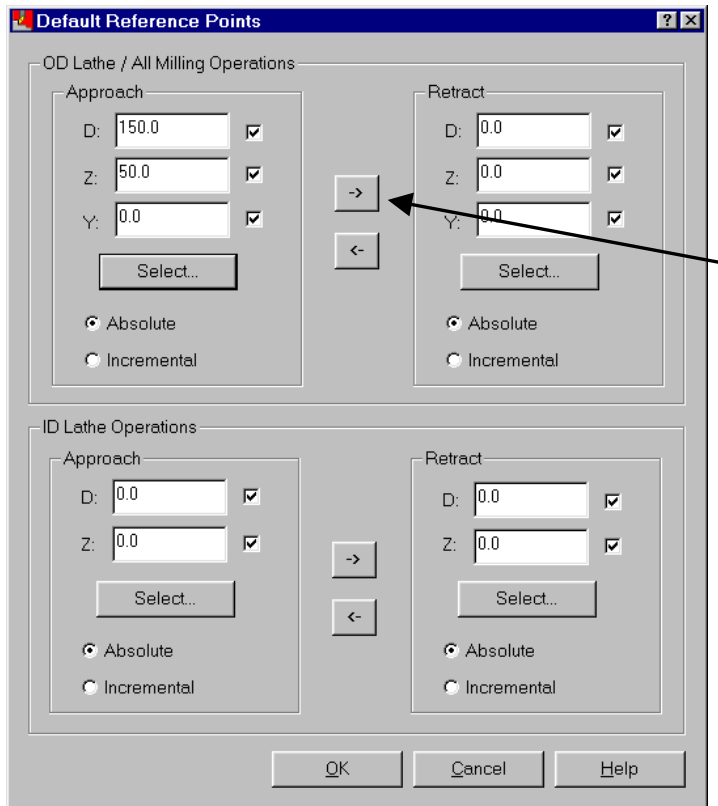 Default Reference Points
OD Lathe / All Milling Operations
Approach
D: 150.0
Z: 50.0
Y: 0.0
Select...
Absolute
Incremental
->
<-
Retract
D: 0.0
Z: 0.0
Y: 0.0
Select...
Absolute
Incremental
ID Lathe Operations
Approach
D: 0.0
Z: 0.0
Select...
Absolute
Incremental
->
<-
Retract
D: 0.0
Z: 0.0
Select...
Absolute
Incremental
OK Cancel Help